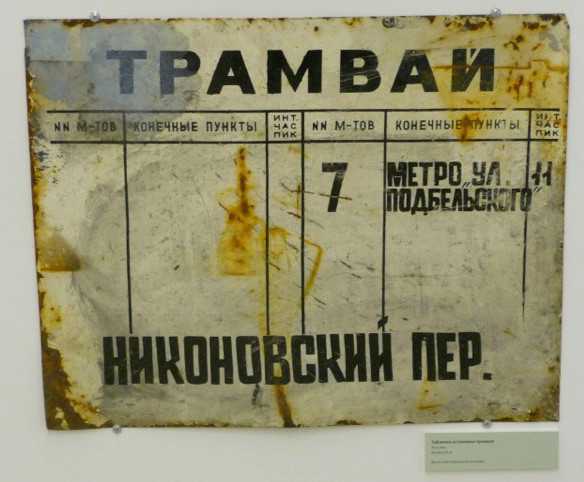 ТРАМВАЙ
NN М-ТОВ КОНЕЧНЫЕ ПУНКТЫ ИНТ. ЧАС ПИК NN М-ТОВ КОНЕЧНЫЕ ПУНКТЫ ИНТ. ЧАС ПИК
7 МЕТРО „УЛ. 11
ПОДБЕЛЬСКОГО"
НИКОНОВСКИЙ ПЕР.